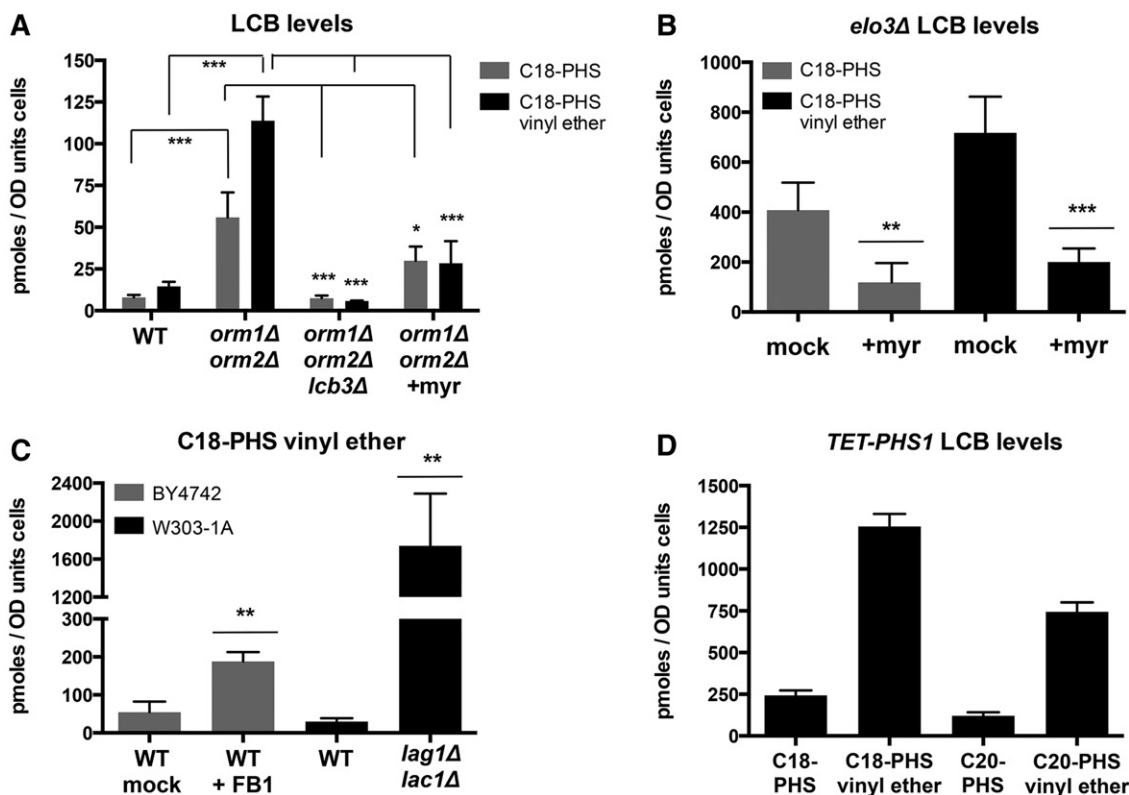 A
LCB levels
pmoles / OD units cells
150
125
100
75
50
25
0
***
***
***
***
*
***
C18-PHS
C18-PHS
vinyl ether
WT
orm1Δ
orm2Δ
orm1Δ
orm2Δ
lcb3Δ
orm1Δ
orm2Δ
+myr
B
elo3Δ LCB levels
pmoles / OD units cells
1000
800
600
400
200
0
C18-PHS
C18-PHS
vinyl ether
**
***
mock
+myr
mock
+myr
C
C18-PHS vinyl ether
pmoles / OD units cells
2400
2000
1600
1200
300
200
100
0
BY4742
W303-1A
**
**
WT
mock
WT
+ FB1
WT
lag1Δ
lac1Δ
D
TET-PHS1 LCB levels
pmoles / OD units cells
1500
1250
1000
750
500
250
0
C18-
PHS
C18-PHS
vinyl ether
C20-
PHS
C20-PHS
vinyl ether